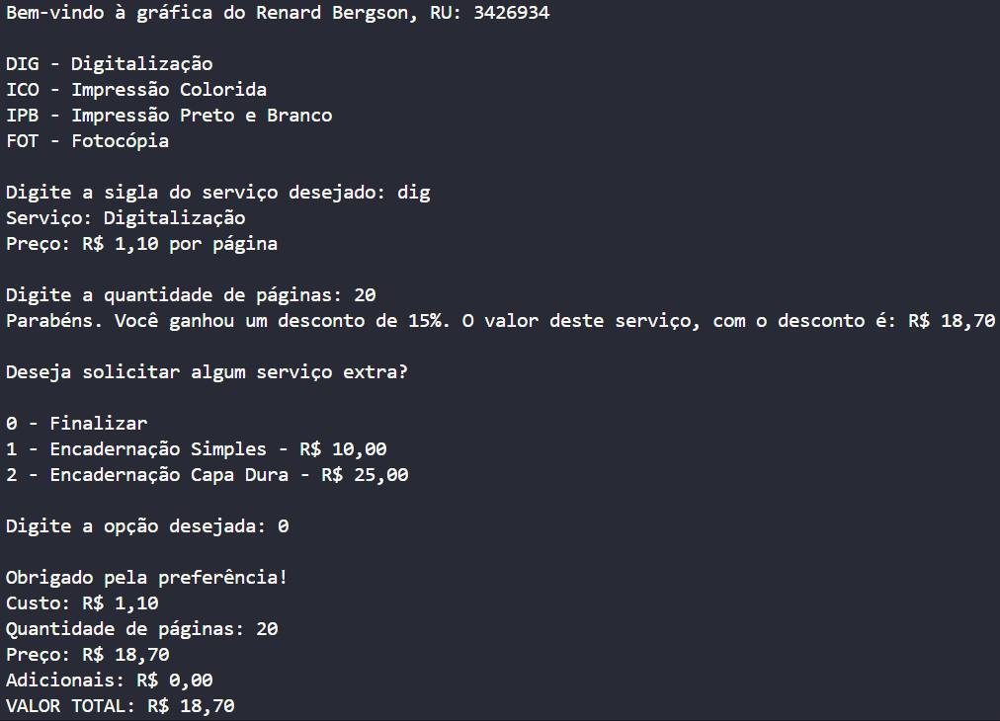 Bem-vindo à gráfica do Renard Bergson, RU: 3426934
DIG - Digitalização
ICO - Impressão Colorida
IPB - Impressão Preto e Branco
FOT - Fotocópia
Digite a sigla do serviço desejado: dig
Serviço: Digitalização
Preço: R$ 1,10 por página
Digite a quantidade de páginas: 20
Parabéns. Você ganhou um desconto de 15%. O valor deste serviço, com o desconto é: R$ 18,70
Deseja solicitar algum serviço extra?
0 - Finalizar
1 - Encadernação Simples - R$ 10,00
2 - Encadernação Capa Dura - R$ 25,00
Digite a opção desejada: 0
Obrigado pela preferência!
Custo: R$ 1,10
Quantidade de páginas: 20
Preço: R$ 18,70
Adicionais: R$ 0,00
VALOR TOTAL: R$ 18,70